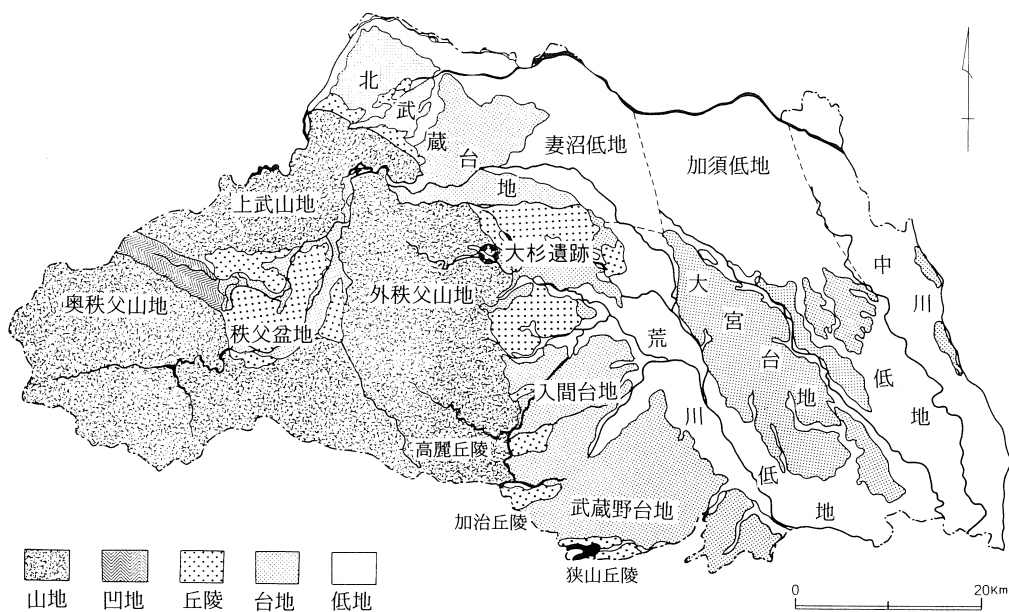 北武蔵台地
妻沼低地
加須低地
上武山地
大杉遺跡
中川低地
奥秩父山地
秩父盆地
外秩父山地
大宮台地
荒川低地
入間台地
高麗丘陵
武蔵野台地
加治丘陵
狭山丘陵
山地
凹地
丘陵
台地
低地
0
20Km